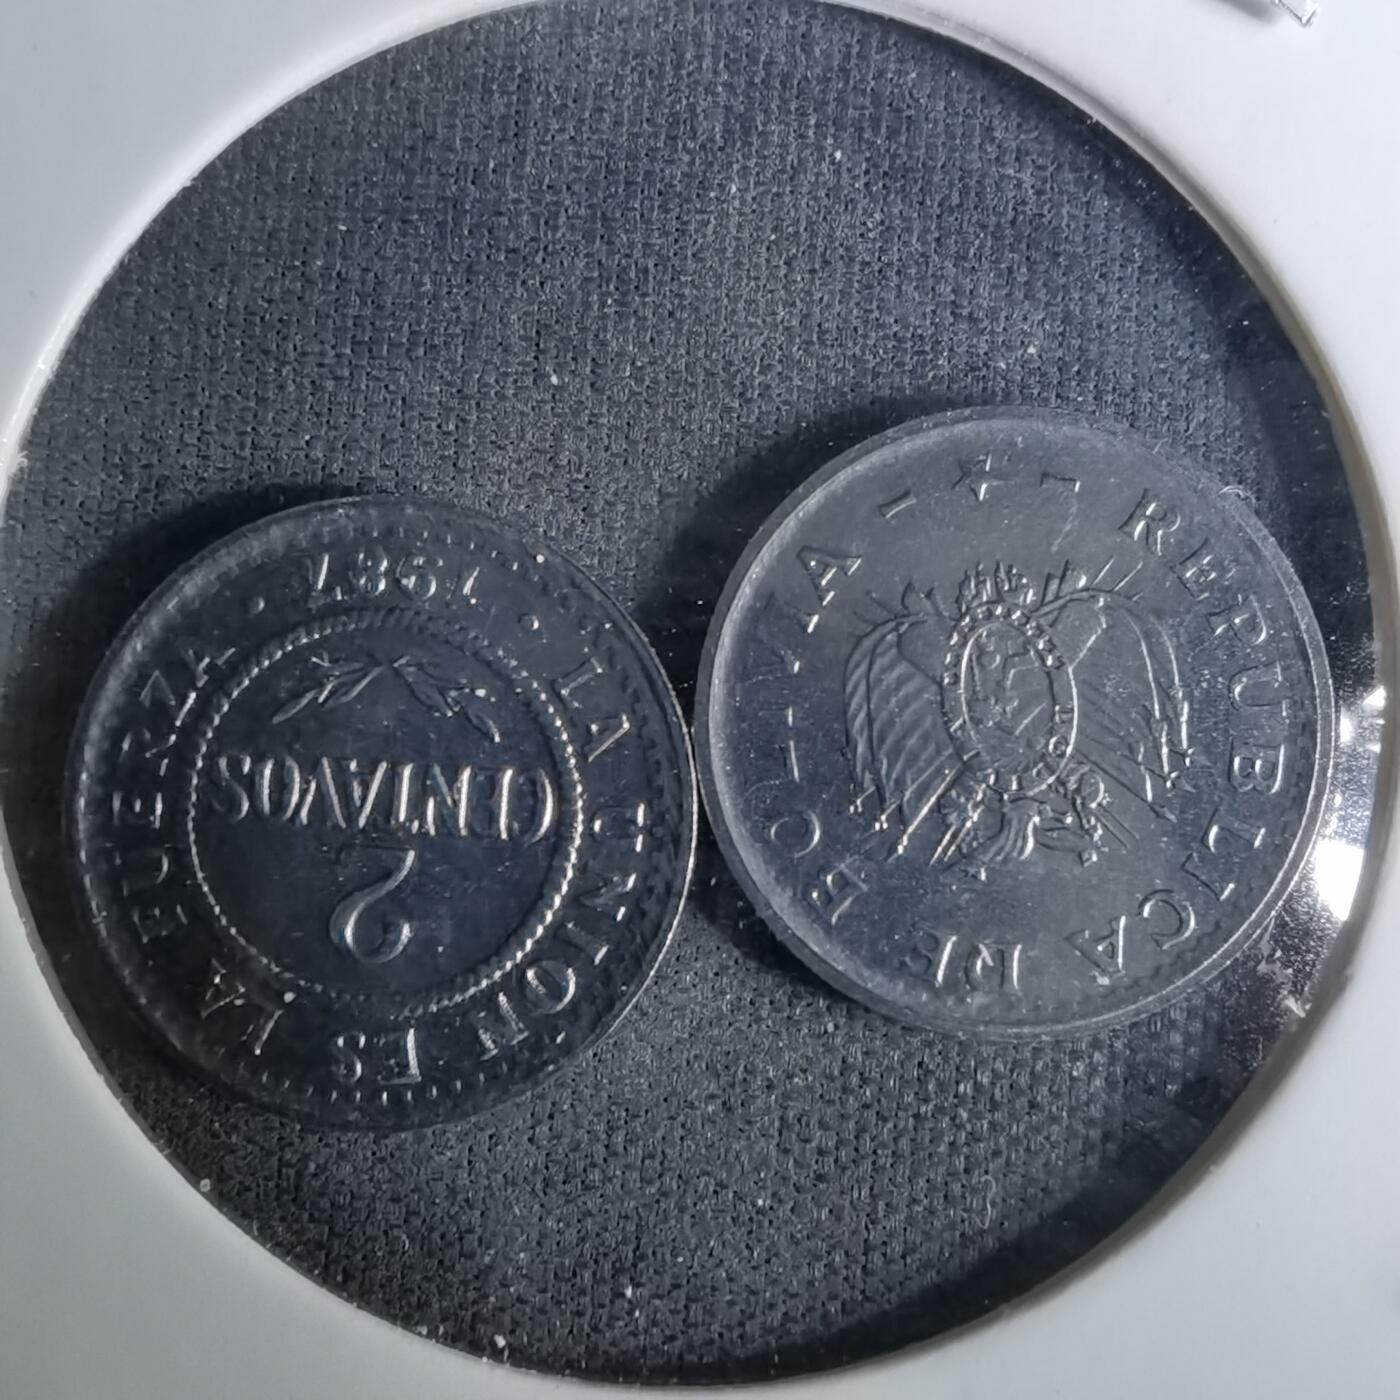 LA UNION ES LA FUERZA
1987
2
CENTAVOS
REPUBLICA DE BOLIVIA